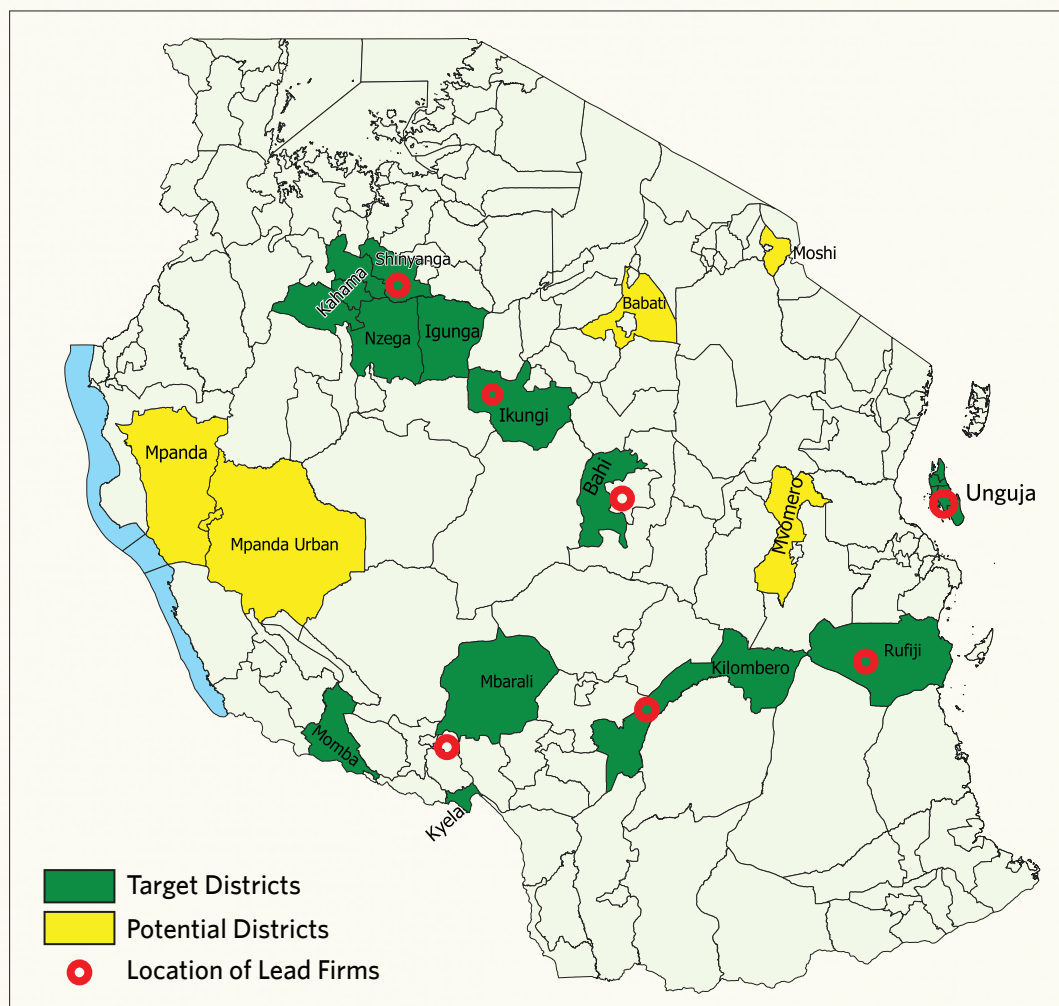 Moshi
Shinyanga
Kahama
Babati
Nzega
Igunga
Ikungi
Mpanda
Bahi
Unguja
Mvomero
Mpanda Urban
Rufiji
Kilombero
Mbarali
Momba
Kyela
Target Districts
Potential Districts
Location of Lead Firms